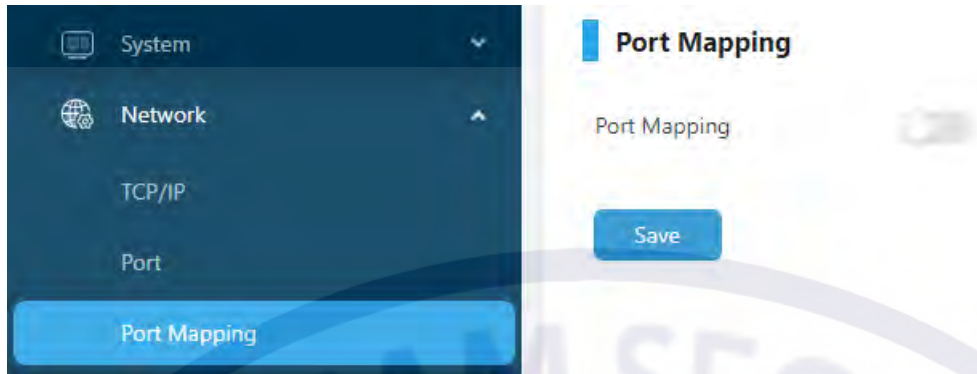 System
Network
TCP/IP
Port
Port Mapping
Port Mapping
Port Mapping
Save